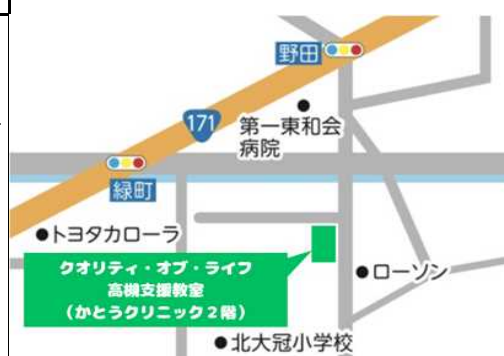 野田
171
第一東和会
病院
緑町
トヨタカローラ
クオリティ・オブ・ライフ
高槻支援教室
（かとうクリニック２階）
ローソン
北大冠小学校